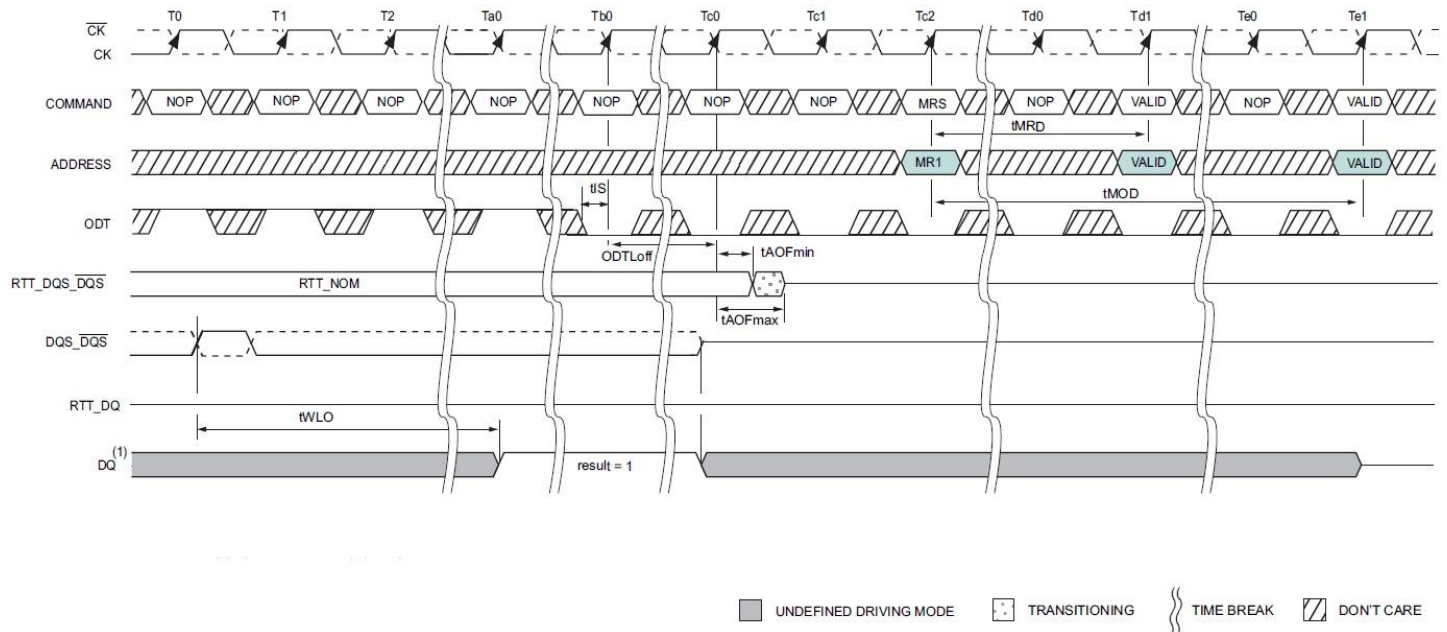 T0 T1 T2 Ta0 Tb0 Tc0 Tc1 Tc2 Td0 Td1 Te0 Te1
CK
CK
COMMAND NOP NOP NOP NOP NOP NOP NOP MRS NOP VALID NOP VALID
tMRD
ADDRESS MR1 VALID VALID
tIS
tMOD
ODT
ODTLoff tAOFmin
RTT_DQS_DQS RTT_NOM
tAOFmax
DQS_DQS
RTT_DQ
tWLO
DQ(1) result = 1
UNDEFINED DRIVING MODE TRANSITIONING TIME BREAK DON'T CARE